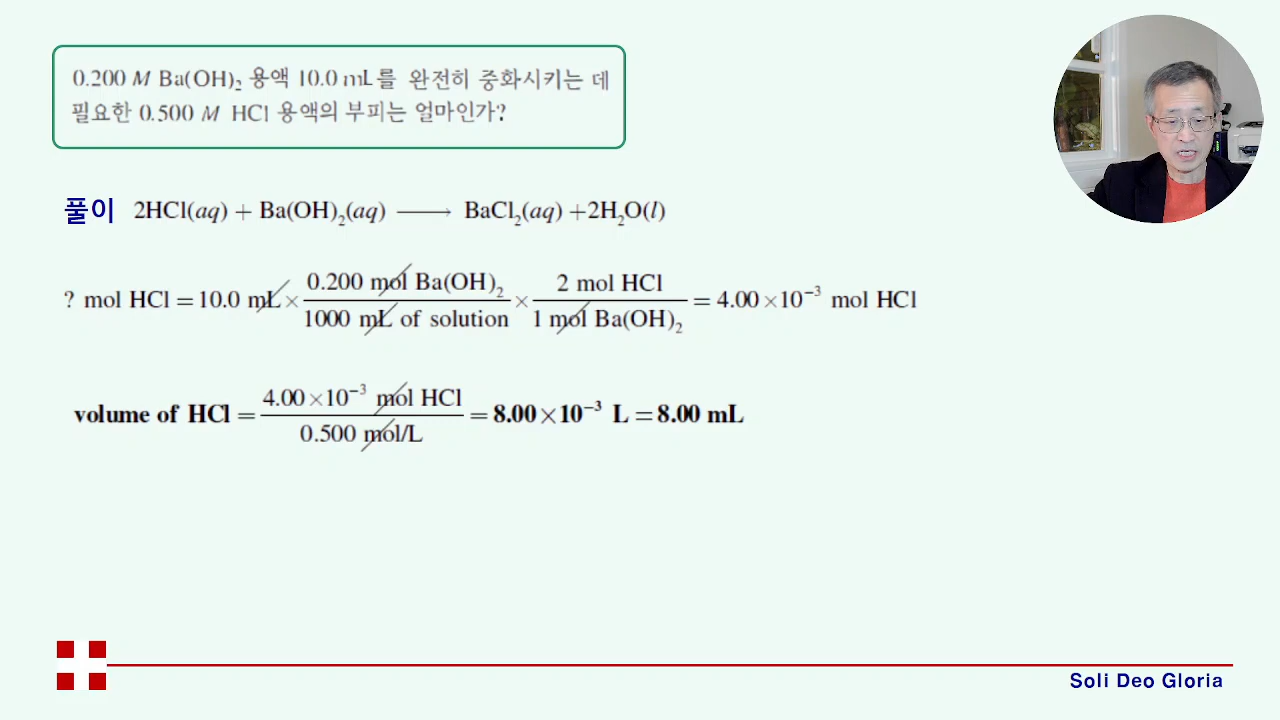 0.200 M Ba(OH)₂ 용액 10.0 mL를 완전히 중화시키는 데
필요한 0.500 M HCl 용액의 부피는 얼마인가?
풀이 2HCl(aq) + Ba(OH)₂(aq) ⟶ BaCl₂(aq) +2H₂O(l)
? mol HCl = 10.0 mL × (0.200 mol Ba(OH)₂ / 1000 mL of solution) × (2 mol HCl / 1 mol Ba(OH)₂) = 4.00 ×10⁻³ mol HCl
volume of HCl = (4.00 ×10⁻³ mol HCl / 0.500 mol/L) = 8.00×10⁻³ L = 8.00 mL
Soli Deo Gloria